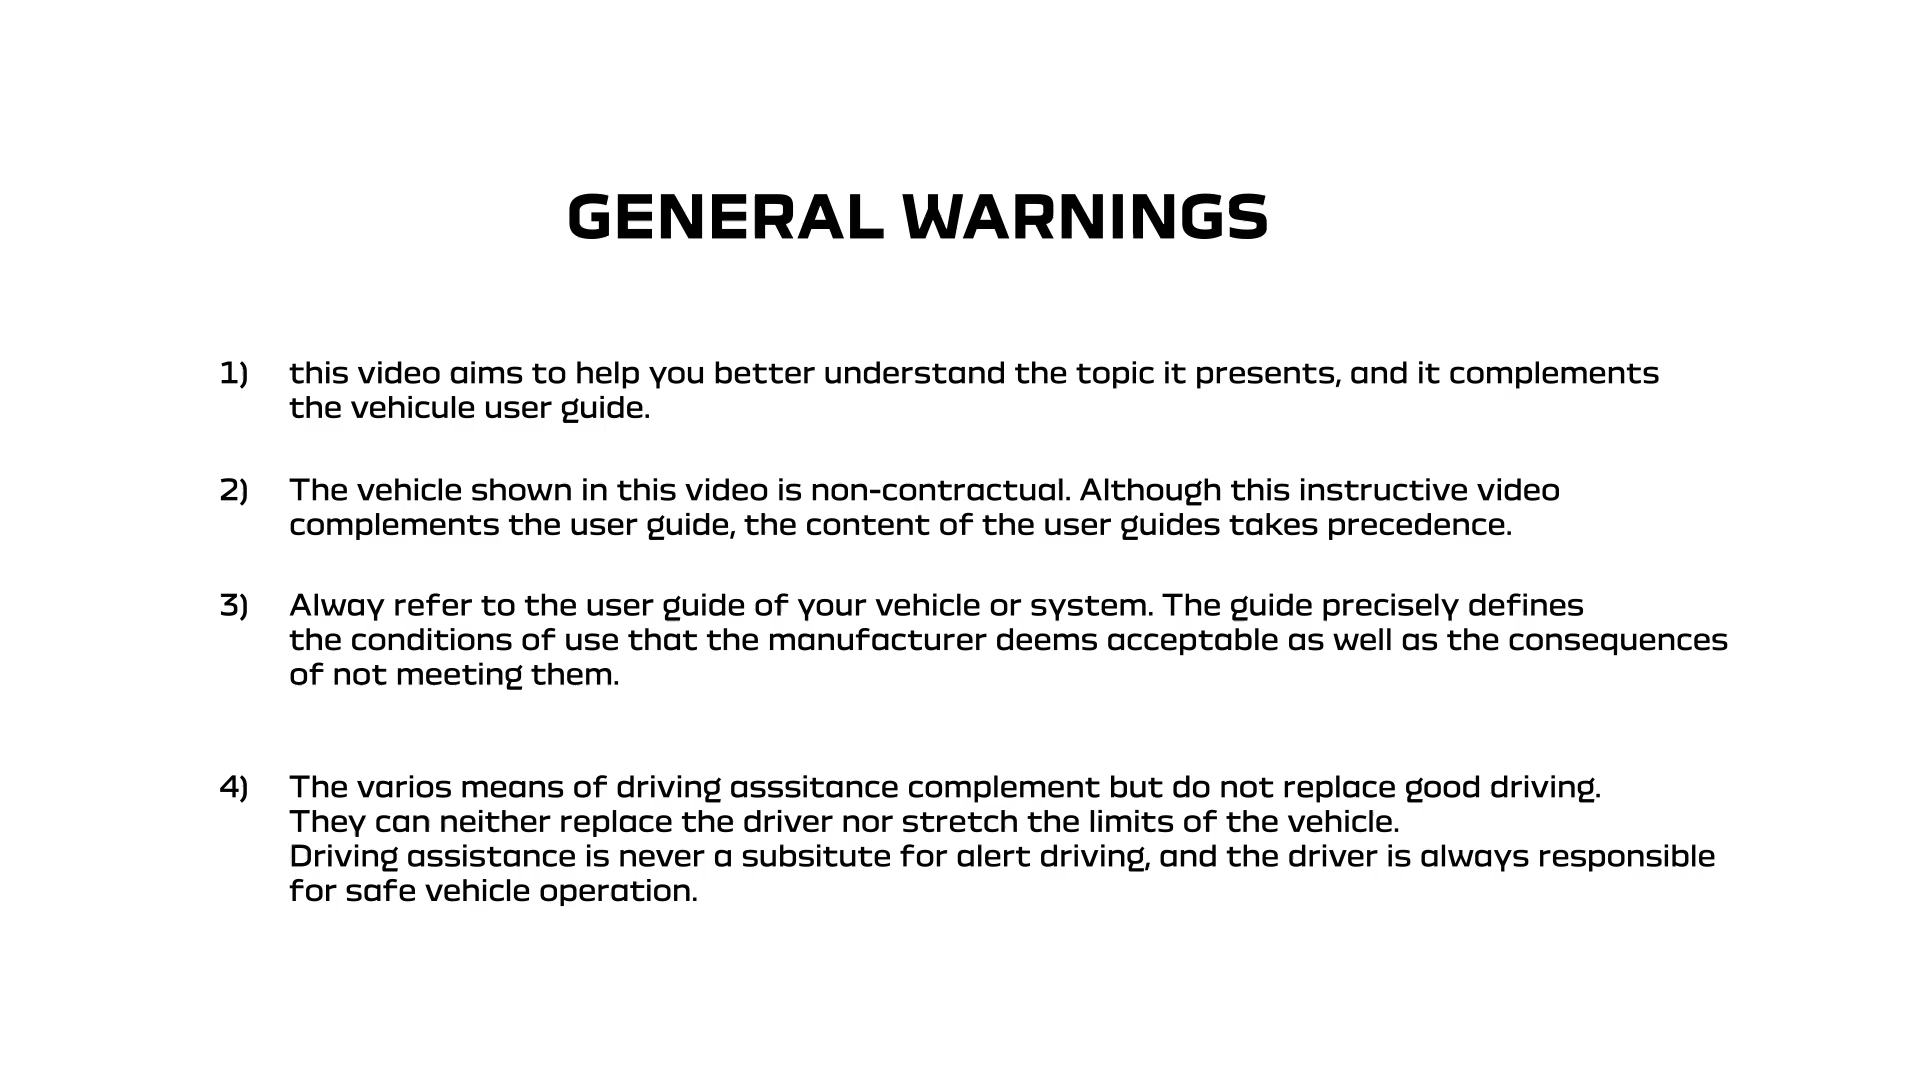 GENERAL WARNINGS
1) this video aims to help you better understand the topic it presents, and it complements
the vehicule user guide.
2) The vehicle shown in this video is non-contractual. Although this instructive video
complements the user guide, the content of the user guides takes precedence.
3) Alway refer to the user guide of your vehicle or system. The guide precisely defines
the conditions of use that the manufacturer deems acceptable as well as the consequences
of not meeting them.
4) The varios means of driving asssitance complement but do not replace good driving.
They can neither replace the driver nor stretch the limits of the vehicle.
Driving assistance is never a subsitute for alert driving, and the driver is always responsible
for safe vehicle operation.